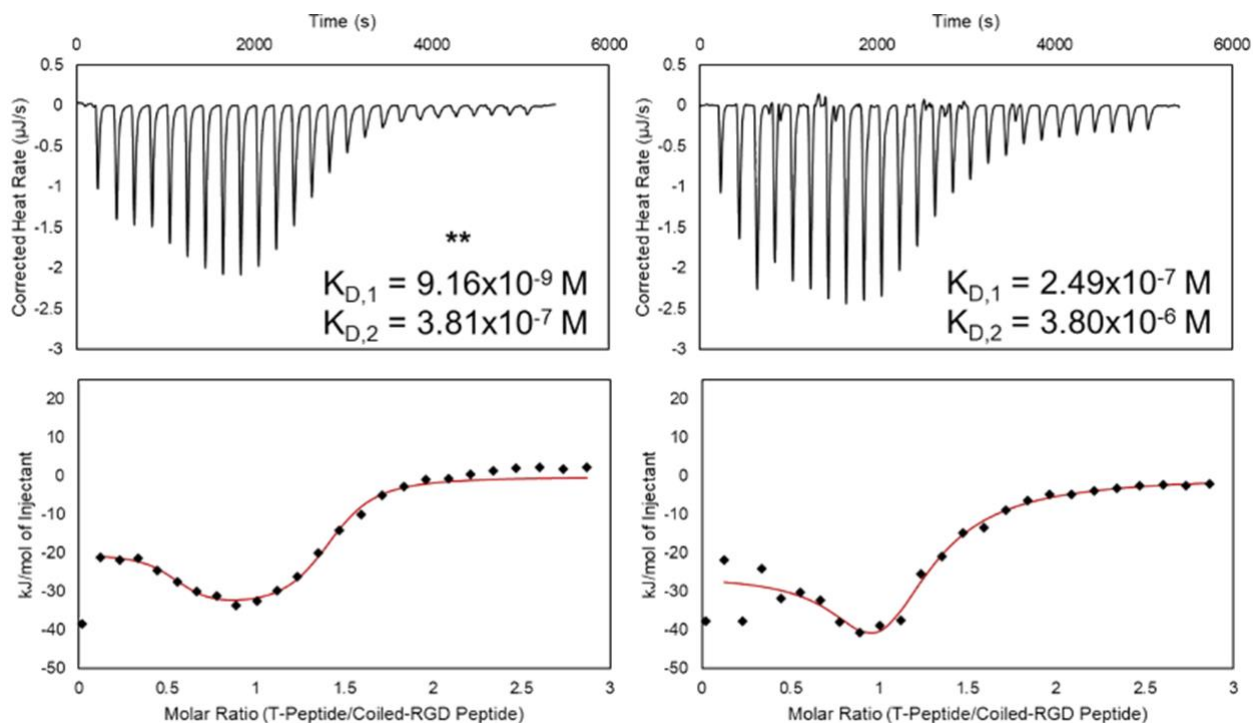 Time (s)
0 2000 4000 6000
0.5
0
-0.5
-1
-1.5
-2
-2.5
-3
Corrected Heat Rate (µJ/s)
**
K_D,1 = 9.16x10^-9 M
K_D,2 = 3.81x10^-7 M
Time (s)
0 2000 4000 6000
0.5
0
-0.5
-1
-1.5
-2
-2.5
-3
Corrected Heat Rate (µJ/s)
K_D,1 = 2.49x10^-7 M
K_D,2 = 3.80x10^-6 M
20
10
0
-10
-20
-30
-40
-50
kJ/mol of Injectant
0 0.5 1 1.5 2 2.5 3
Molar Ratio (T-Peptide/Coiled-RGD Peptide)
20
10
0
-10
-20
-30
-40
-50
kJ/mol of Injectant
0 0.5 1 1.5 2 2.5 3
Molar Ratio (T-Peptide/Coiled-RGD Peptide)